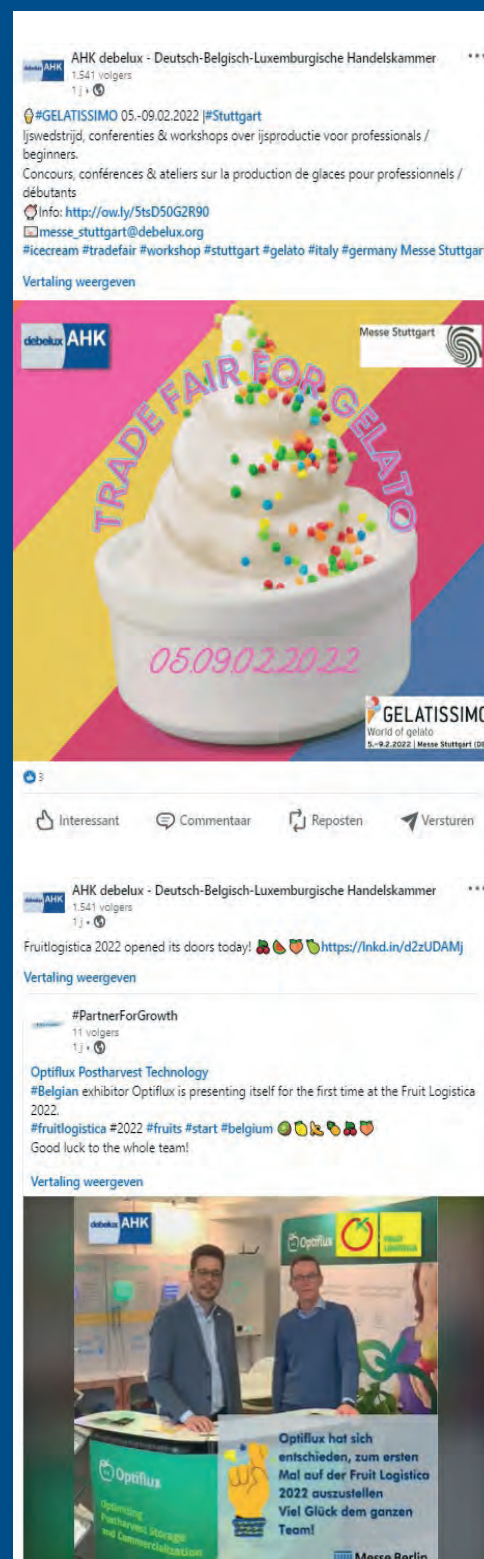 debelux AHK
AHK debelux - Deutsch-Belgisch-Luxemburgische Handelskammer
1.541 volgers
1 j •
#GELATISSIMO 05.-09.02.2022 |#Stuttgart
Ijswedstrijd, conferenties & workshops over ijsproductie voor professionals /
beginners.
Concours, conférences & ateliers sur la production de glaces pour professionnels /
débutants
Info: http://ow.ly/5tsD50G2R90
messe_stuttgart@debelux.org
#icecream #tradefair #workshop #stuttgart #gelato #italy #germany Messe Stuttgart
Vertaling weergeven
debelux AHK
Messe Stuttgart
TRADE FAIR FOR GELATO
05.09.02.2022
GELATISSIMO
World of gelato
5.–9.2.2022 | Messe Stuttgart (DE
3
Interessant Commentaar Reposten Versturen
debelux AHK
AHK debelux - Deutsch-Belgisch-Luxemburgische Handelskammer
1.541 volgers
1 j •
Fruitlogistica 2022 opened its doors today! https://lnkd.in/d2zUDAMj
Vertaling weergeven
#PartnerForGrowth
11 volgers
1 j •
Optiflux Postharvest Technology
#Belgian exhibitor Optiflux is presenting itself for the first time at the Fruit Logistica
2022.
#fruitlogistica #2022 #fruits #start #belgium
Good luck to the whole team!
Vertaling weergeven
debelux AHK
Optiflux
FRUIT
LOGISTICA
Optiflux
Optimizing
Postharvest Storage
and Commercialization
Optiflux hat sich
entschieden, zum ersten
Mal auf der Fruit Logistica
2022 auszustellen
Viel Glück dem ganzen
Team!
Messe Berlin